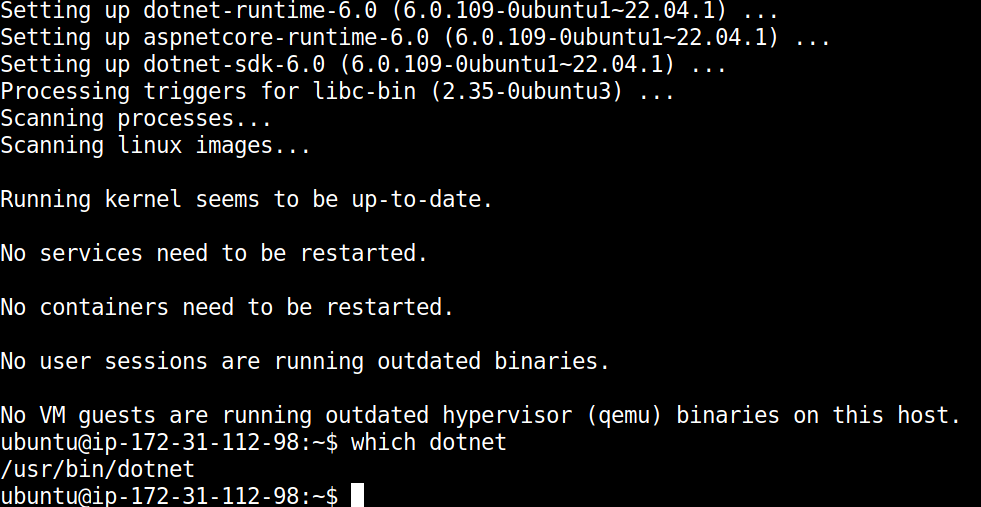 Setting up dotnet-runtime-6.0 (6.0.109-0ubuntu1~22.04.1) ...
Setting up aspnetcore-runtime-6.0 (6.0.109-0ubuntu1~22.04.1) ...
Setting up dotnet-sdk-6.0 (6.0.109-0ubuntu1~22.04.1) ...
Processing triggers for libc-bin (2.35-0ubuntu3) ...
Scanning processes...
Scanning linux images...
Running kernel seems to be up-to-date.
No services need to be restarted.
No containers need to be restarted.
No user sessions are running outdated binaries.
No VM guests are running outdated hypervisor (qemu) binaries on this host.
ubuntu@ip-172-31-112-98:~$ which dotnet
/usr/bin/dotnet
ubuntu@ip-172-31-112-98:~$